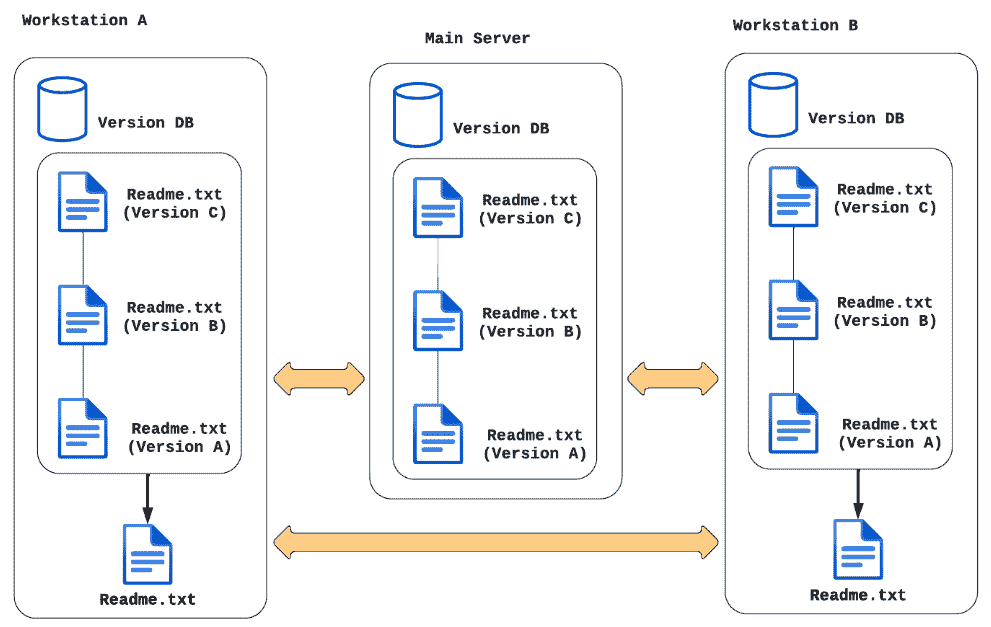 Workstation A
Version DB
Readme.txt
(Version C)
Readme.txt
(Version B)
Readme.txt
(Version A)
Readme.txt
Main Server
Version DB
Readme.txt
(Version C)
Readme.txt
(Version B)
Readme.txt
(Version A)
Workstation B
Version DB
Readme.txt
(Version C)
Readme.txt
(Version B)
Readme.txt
(Version A)
Readme.txt